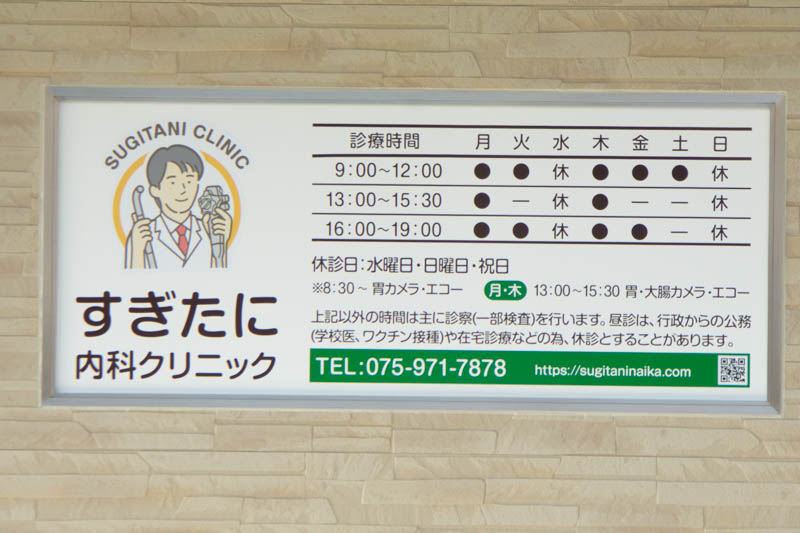 SUGITANI CLINIC
すぎたに
内科クリニック
診療時間 月 火 水 木 金 土 日
9:00〜12:00 ● ● 休 ● ● ● 休
13:00〜15:30 ● — 休 ● — — 休
16:00〜19:00 ● ● 休 ● ● — 休
休診日:水曜日・日曜日・祝日
※8:30〜 胃カメラ・エコー 月・木 13:00〜15:30 胃・大腸カメラ・エコー
上記以外の時間は主に診察(一部検査)を行います。昼診は、行政からの公務
(学校医、ワクチン接種)や在宅診療などの為、休診とすることがあります。
TEL:075-971-7878 https://sugitaninaika.com